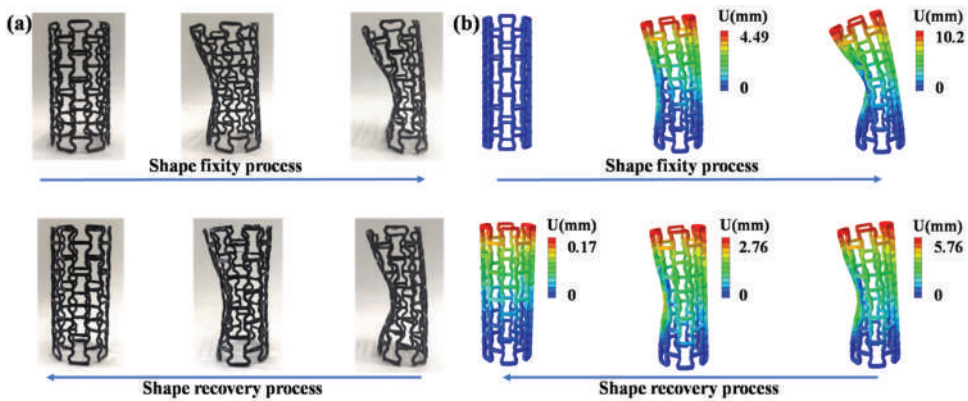 (a)
(b)
U(mm)
4.49
0
U(mm)
10.2
0
Shape fixity process
Shape fixity process
U(mm)
0.17
0
U(mm)
2.76
0
U(mm)
5.76
0
Shape recovery process
Shape recovery process